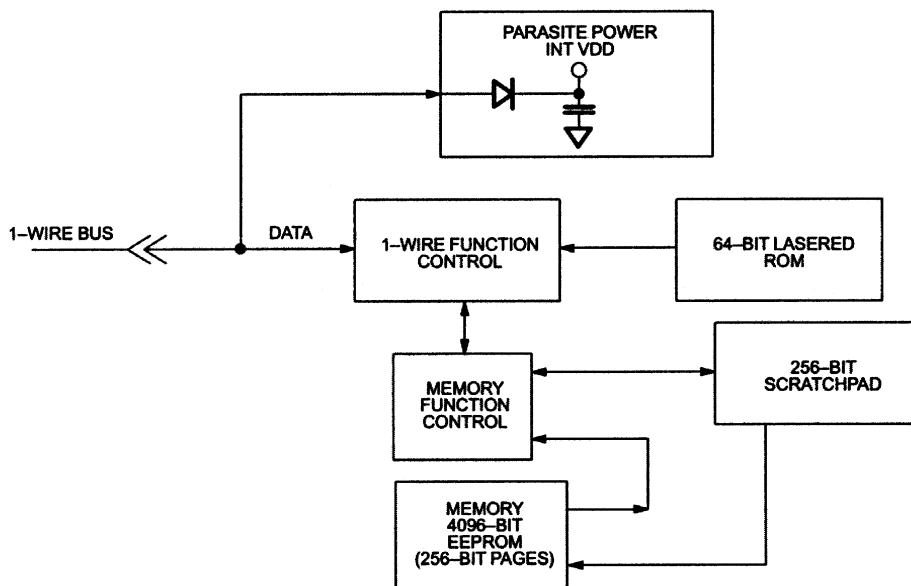 PARASITE POWER
INT VDD
1–WIRE BUS
DATA
1–WIRE FUNCTION
CONTROL
64–BIT LASERED
ROM
MEMORY
FUNCTION
CONTROL
256–BIT
SCRATCHPAD
MEMORY
4096–BIT
EEPROM
(256–BIT PAGES)